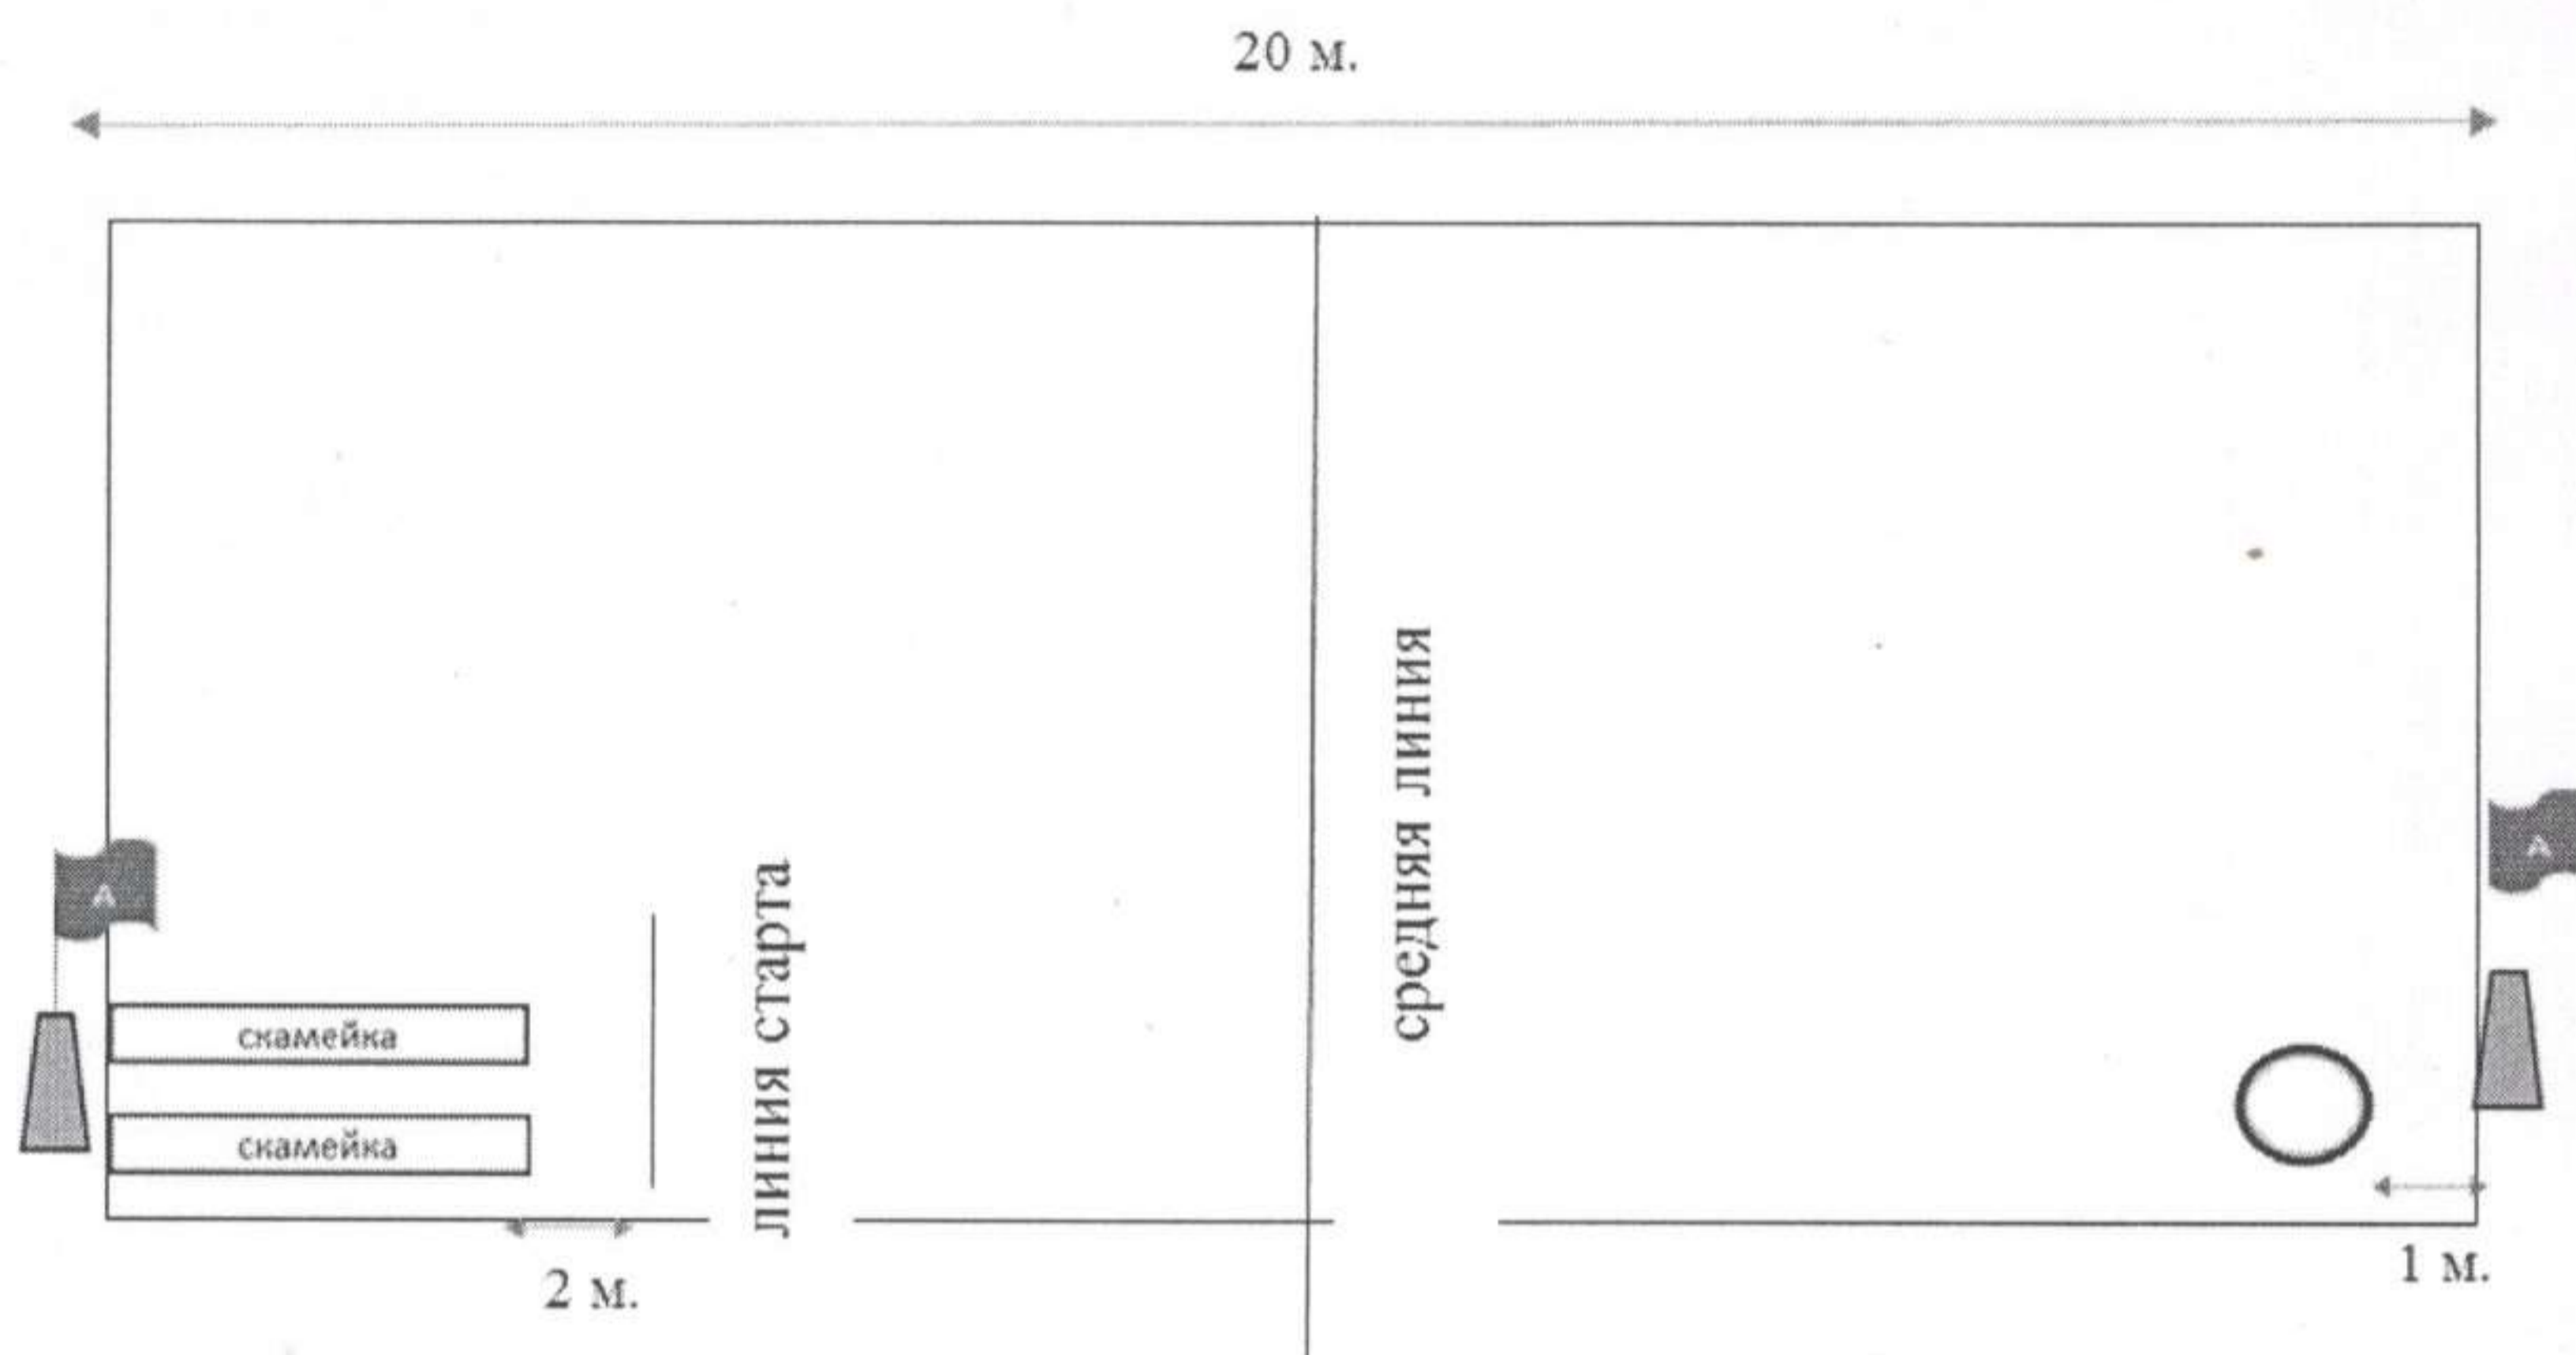 20 м.
А
А
линия старта
средняя линия
скамейка
скамейка
2 м.
1 м.